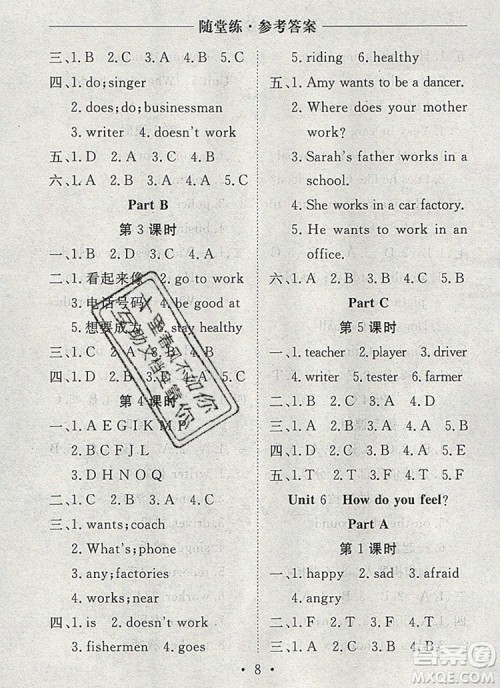 随堂练·参考答案
三、1. B 2. A 3. C 4. B 5. C
四、1. do;singer
2. does;do;businessman
3. writer 4. doesn't work
五、1. D 2. A 3. C 4. A 5. B
六、1. A 2. B 3. A 4. A 5. C
Part B
第 3 课时
一、1. B 2. D 3. C 4. A
二、1. 看起来像 2. go to work
3. 电话号码 4. be good at
5. 想要成为 6. stay healthy
三、1. D 2. C 3. B 4. A
四、1. C 2. B 3. A 4. B 5. A
第 4 课时
一、1. A E G I K M P
2. B C F J L
3. D H N O Q
二、1. C 2. B 3. A 4. C
三、1. wants;coach
2. What's;phone
3. any;factories
4. works;near
四、1. is 2. doesn't work
3. fishermen 4. goes
5. riding 6. healthy
五、1. Amy wants to be a dancer.
2. Where does your mother
work?
3. Sarah's father works in a
school.
4. She works in a car factory.
5. He wants to work in an
office.
六、1. C 2. B 3. A 4. B 5. A
Part C
第 5 课时
二、1. teacher 2. player 3. driver
4. writer 5. tester 6. farmer
三、1. A 2. B 3. A 4. B 5. C
四、1. F 2. T 3. F 4. T 5. T
五、1. T 2. F 3. T 4. F 5. F
Unit 6 How do you feel?
Part A
第 1 课时
一、1. happy 2. sad 3. afraid
4. angry
二、1. B 2. A 3. A 4. B 5. A
· 8 ·